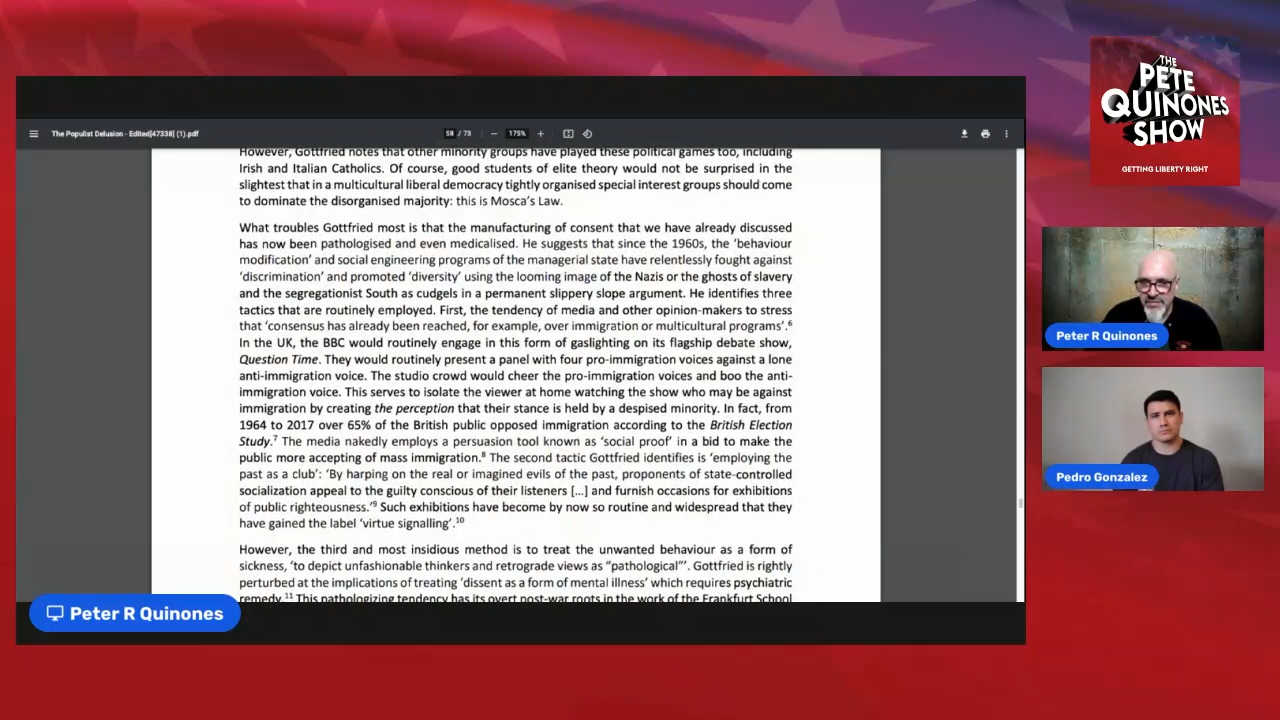 The Populist Delusion - Edited[47338] (1).pdf
58 / 73
175%
However, Gottfried notes that other minority groups have played these political games too, including
Irish and Italian Catholics. Of course, good students of elite theory would not be surprised in the
slightest that in a multicultural liberal democracy tightly organised special interest groups should come
to dominate the disorganised majority: this is Mosca's Law.
What troubles Gottfried most is that the manufacturing of consent that we have already discussed
has now been pathologised and even medicalised. He suggests that since the 1960s, the 'behaviour
modification' and social engineering programs of the managerial state have relentlessly fought against
'discrimination' and promoted 'diversity' using the looming image of the Nazis or the ghosts of slavery
and the segregationist South as cudgels in a permanent slippery slope argument. He identifies three
tactics that are routinely employed. First, the tendency of media and other opinion-makers to stress
that 'consensus has already been reached, for example, over immigration or multicultural programs'.6
In the UK, the BBC would routinely engage in this form of gaslighting on its flagship debate show,
Question Time. They would routinely present a panel with four pro-immigration voices against a lone
anti-immigration voice. The studio crowd would cheer the pro-immigration voices and boo the anti-
immigration voice. This serves to isolate the viewer at home watching the show who may be against
immigration by creating the perception that their stance is held by a despised minority. In fact, from
1964 to 2017 over 65% of the British public opposed immigration according to the British Election
Study.7 The media nakedly employs a persuasion tool known as 'social proof' in a bid to make the
public more accepting of mass immigration.8 The second tactic Gottfried identifies is 'employing the
past as a club': 'By harping on the real or imagined evils of the past, proponents of state-controlled
socialization appeal to the guilty conscious of their listeners [...] and furnish occasions for exhibitions
of public righteousness.'9 Such exhibitions have become by now so routine and widespread that they
have gained the label 'virtue signalling'.10
However, the third and most insidious method is to treat the unwanted behaviour as a form of
sickness, 'to depict unfashionable thinkers and retrograde views as "pathological"'. Gottfried is rightly
perturbed at the implications of treating 'dissent as a form of mental illness' which requires psychiatric
remedy.11 This pathologizing tendency has its overt post-war roots in the work of the Frankfurt School
Peter R Quinones
THE
PETE
QUINONES
SHOW
GETTING LIBERTY RIGHT
Peter R Quinones
Pedro Gonzalez